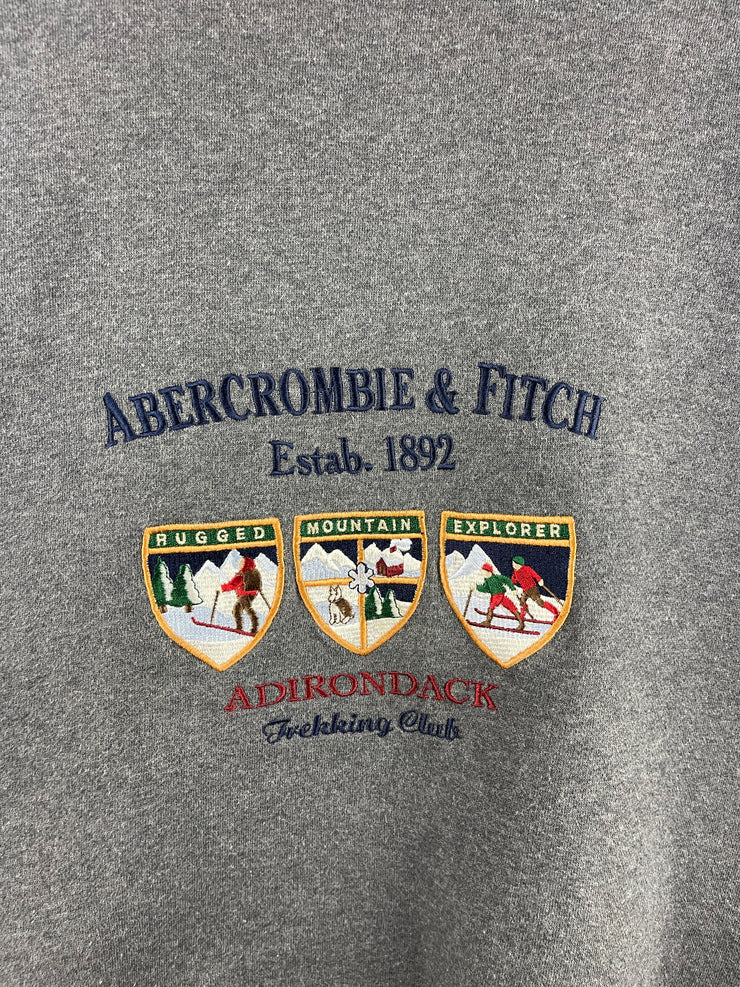 ABERCROMBIE & FITCH
Estab. 1892
RUGGED MOUNTAIN EXPLORER
ADIRONDACK
Trekking Club